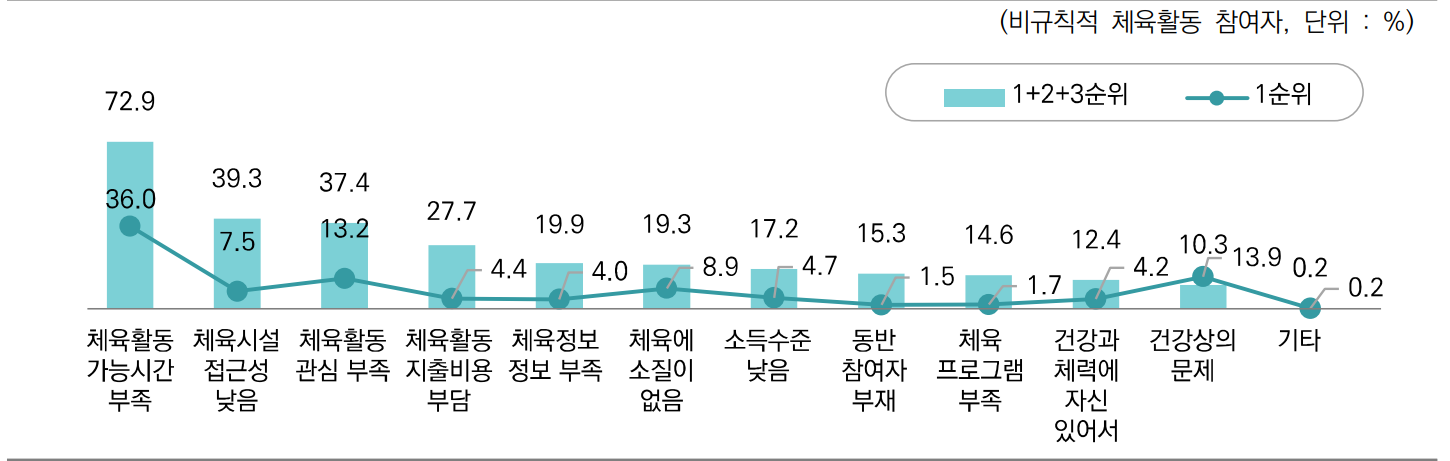 (비규칙적 체육활동 참여자, 단위 : %)
1+2+3순위
1순위
72.9
39.3
37.4
27.7
19.9
19.3
17.2
15.3
14.6
12.4
10.3
0.2
36.0
7.5
13.2
4.4
4.0
8.9
4.7
1.5
1.7
4.2
13.9
0.2
체육활동
가능시간
부족
체육시설
접근성
낮음
체육활동
관심 부족
체육활동
지출비용
부담
체육정보
정보 부족
체육에
소질이
없음
소득수준
낮음
동반
참여자
부재
체육
프로그램
부족
건강과
체력에
자신
있어서
건강상의
문제
기타